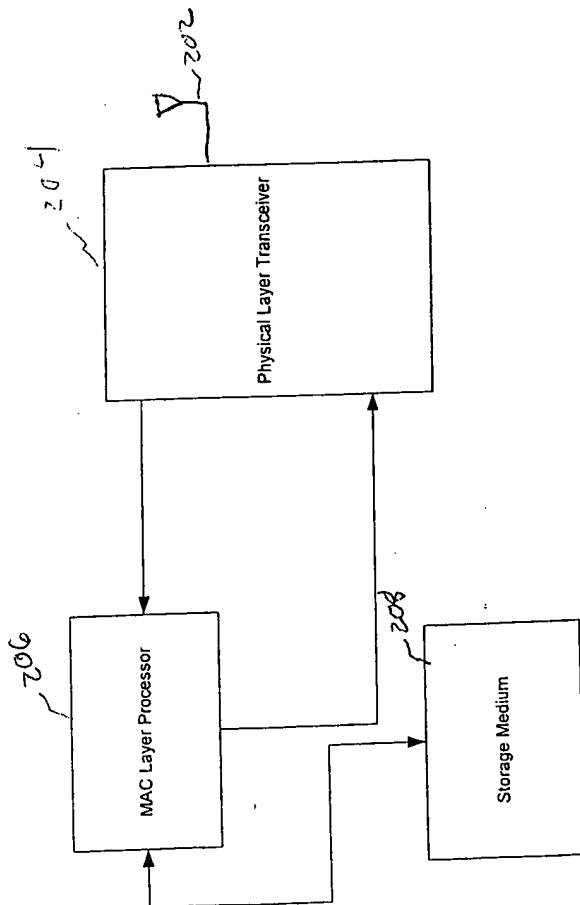 202
204
Physical Layer Transceiver
206
MAC Layer Processor
208
Storage Medium